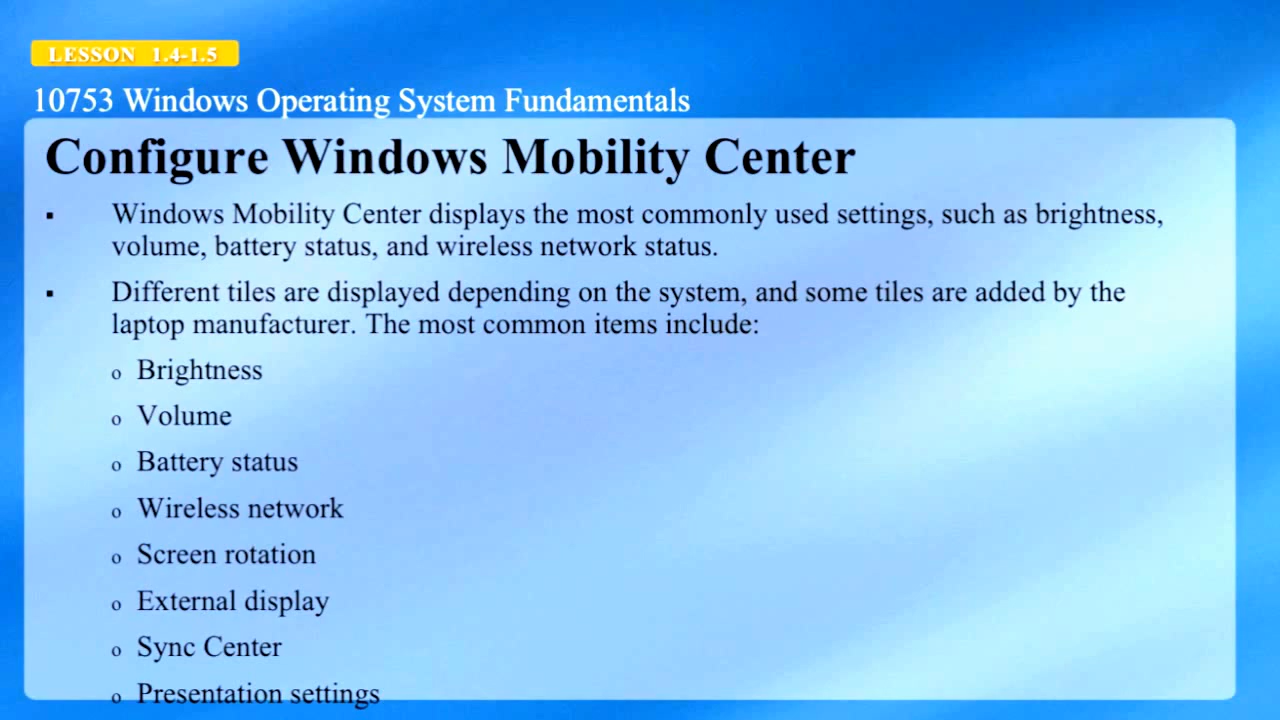 LESSON 1.4-1.5
10753 Windows Operating System Fundamentals
Configure Windows Mobility Center
▪ Windows Mobility Center displays the most commonly used settings, such as brightness,
volume, battery status, and wireless network status.
▪ Different tiles are displayed depending on the system, and some tiles are added by the
laptop manufacturer. The most common items include:
o Brightness
o Volume
o Battery status
o Wireless network
o Screen rotation
o External display
o Sync Center
o Presentation settings